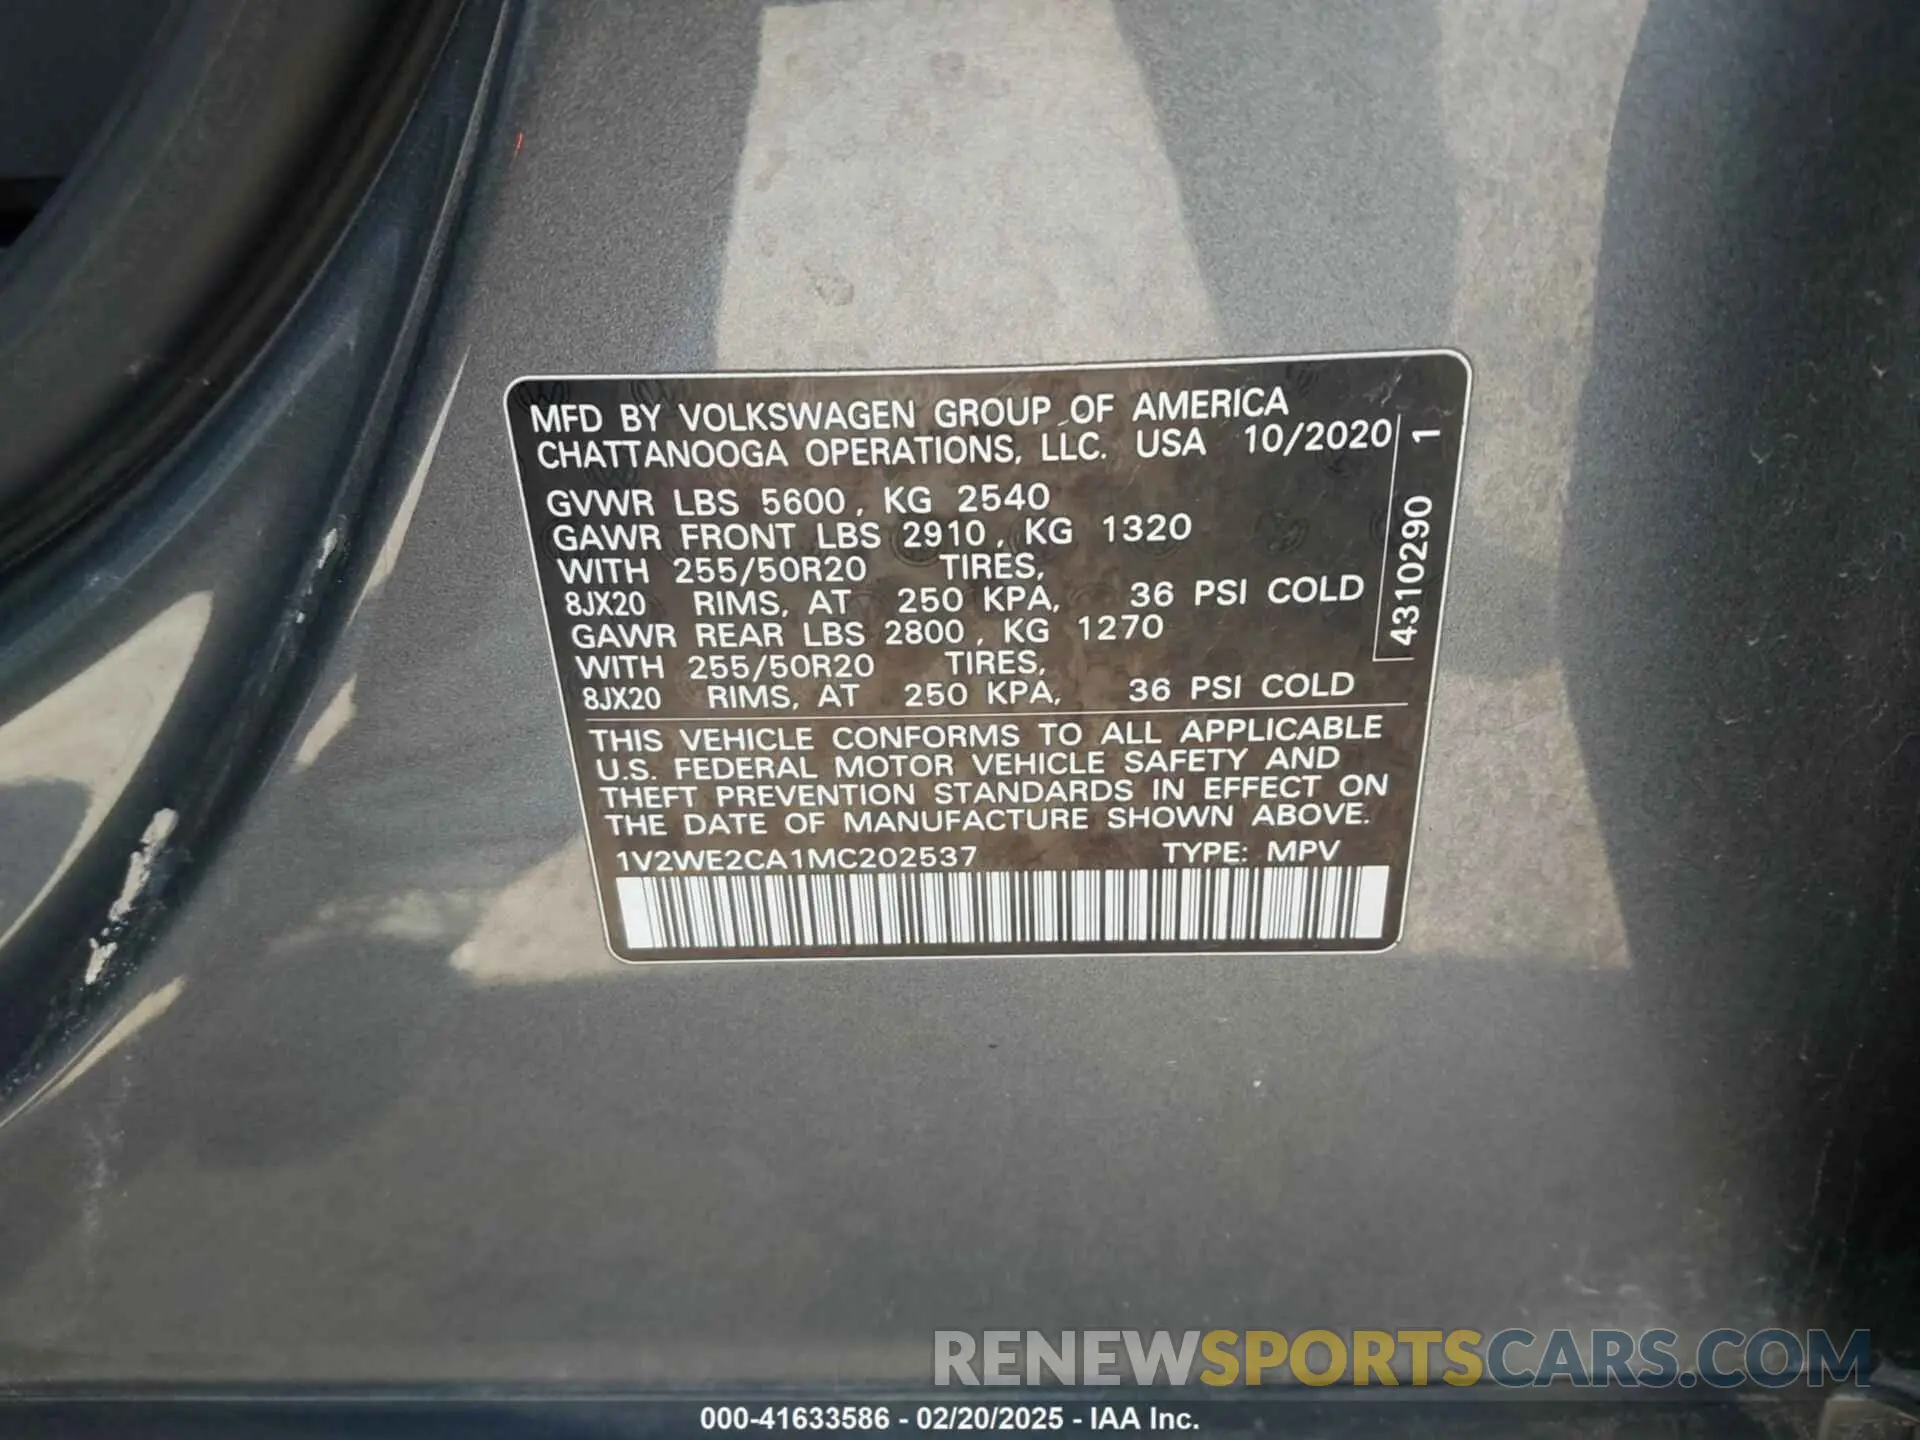 MFD BY VOLKSWAGEN GROUP OF AMERICA
CHATTANOOGA OPERATIONS, LLC. USA 10/2020
GVWR LBS 5600, KG 2540
GAWR FRONT LBS 2910, KG 1320
WITH 255/50R20 TIRES,
8JX20 RIMS, AT 250 KPA, 36 PSI COLD
GAWR REAR LBS 2800, KG 1270
WITH 255/50R20 TIRES,
8JX20 RIMS, AT 250 KPA, 36 PSI COLD
43102901 1
THIS VEHICLE CONFORMS TO ALL APPLICABLE
U.S. FEDERAL MOTOR VEHICLE SAFETY AND
THEFT PREVENTION STANDARDS IN EFFECT ON
THE DATE OF MANUFACTURE SHOWN ABOVE.
1V2WE2CA1MC202537 TYPE: MPV
RENEWSPORTSCARS.COM
000-41633586 - 02/20/2025 - IAA Inc.